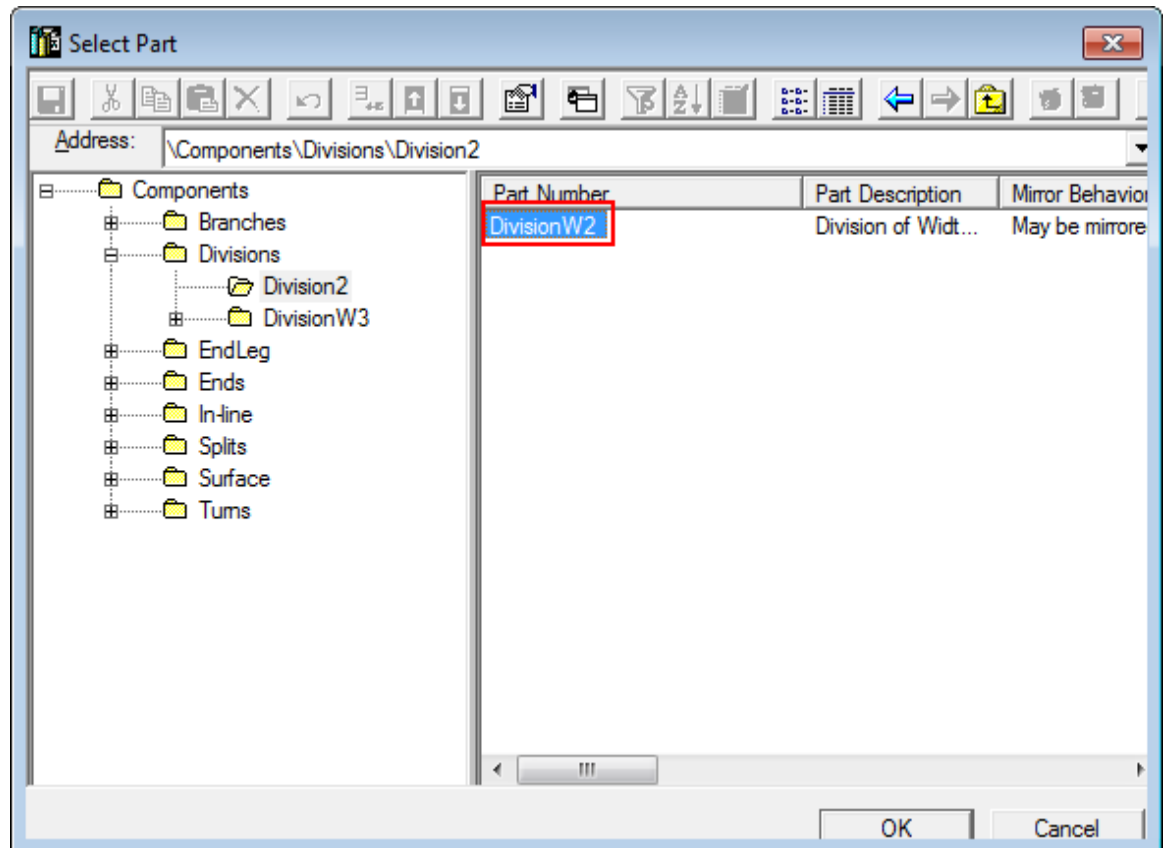 Select Part
Address: \Components\Divisions\Division2
Components
Branches
Divisions
Division2
DivisionW3
EndLeg
Ends
In-line
Splits
Surface
Turns
Part Number Part Description Mirror Behavior
DivisionW2 Division of Widt... May be mirrore
OK Cancel